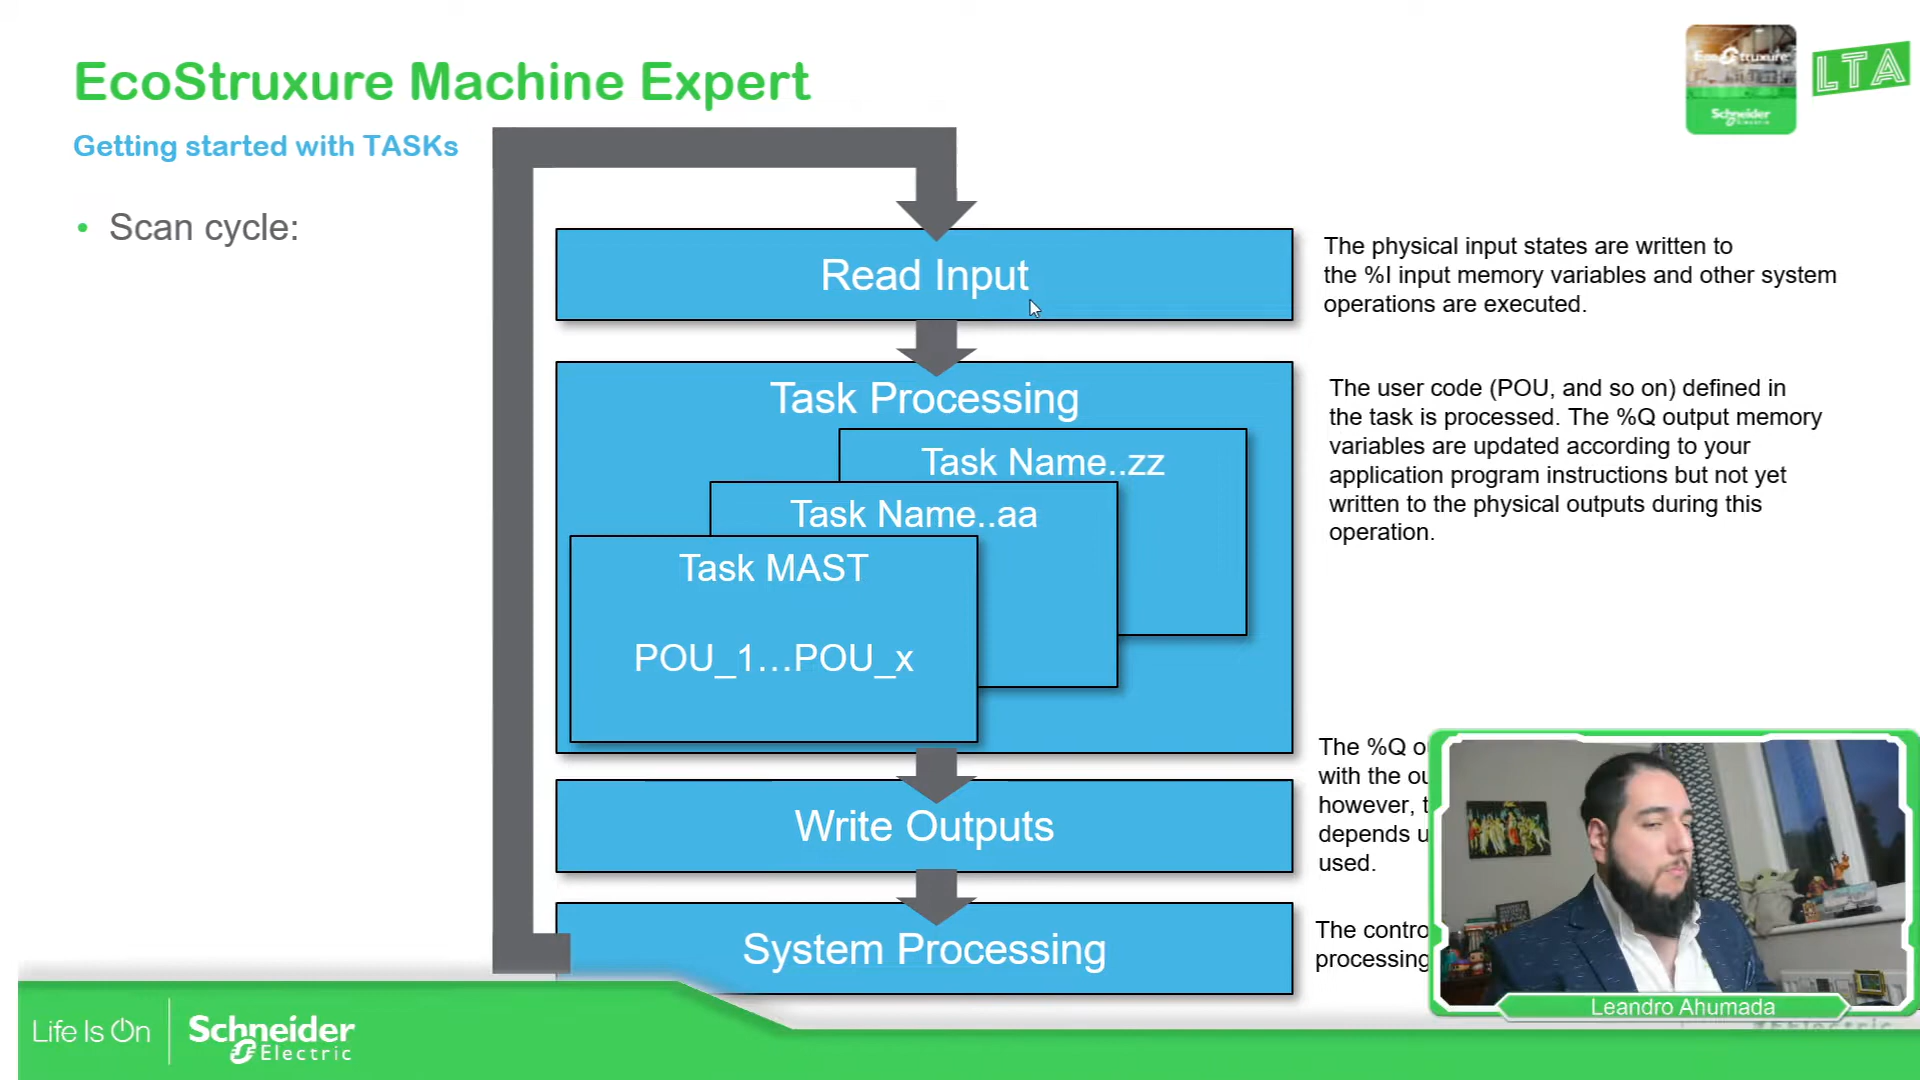 EcoStruxure Machine Expert
Getting started with TASKs
EcoStruxure
Schneider
Electric
LTA
• Scan cycle:
Read Input
The physical input states are written to
the %I input memory variables and other system
operations are executed.
Task Processing
Task Name..zz
Task Name..aa
Task MAST
POU_1...POU_x
The user code (POU, and so on) defined in
the task is processed. The %Q output memory
variables are updated according to your
application program instructions but not yet
written to the physical outputs during this
operation.
Write Outputs
The %Q
with the
however,
depends
used.
System Processing
The
processing
Leandro Ahumada
Life Is On
Schneider
Electric